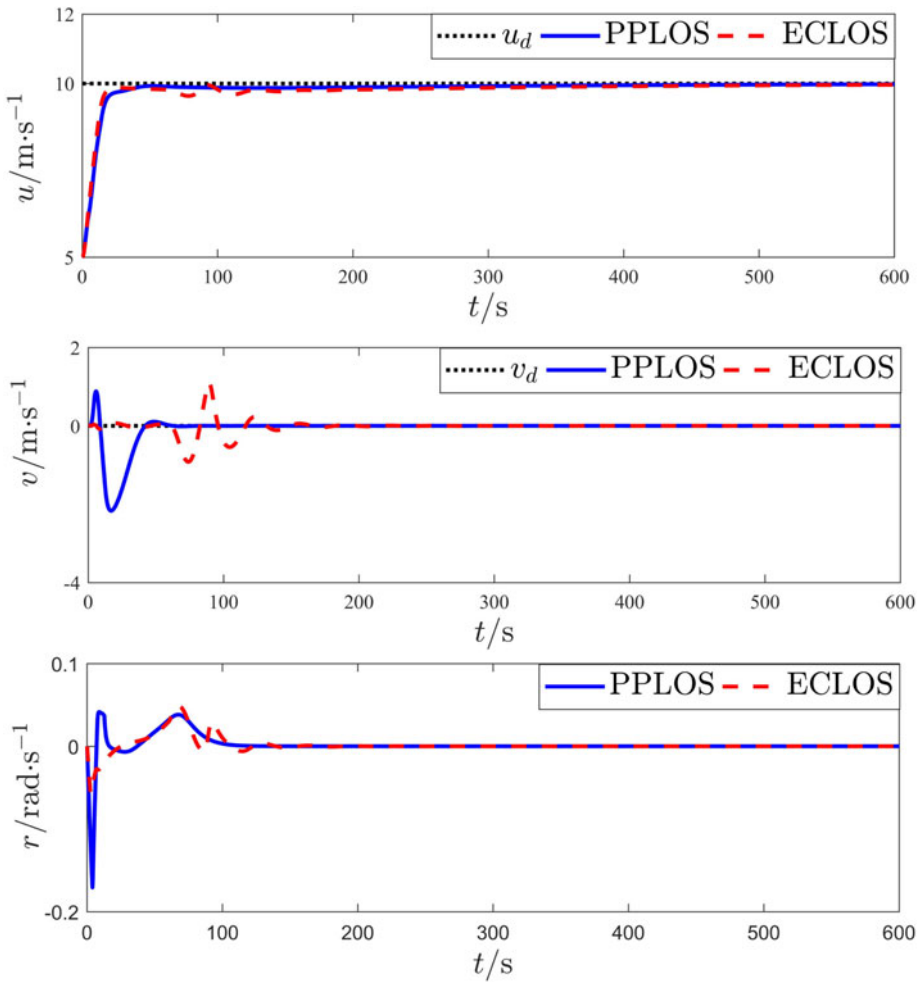 12
u_d PPLOS ECLOS
10
u/m·s⁻¹
5
0 100 200 300 400 500 600
t/s
2
v_d PPLOS ECLOS
0
v/m·s⁻¹
-4
0 100 200 300 400 500 600
t/s
0.1
PPLOS ECLOS
0
r/rad·s⁻¹
-0.2
0 100 200 300 400 500 600
t/s